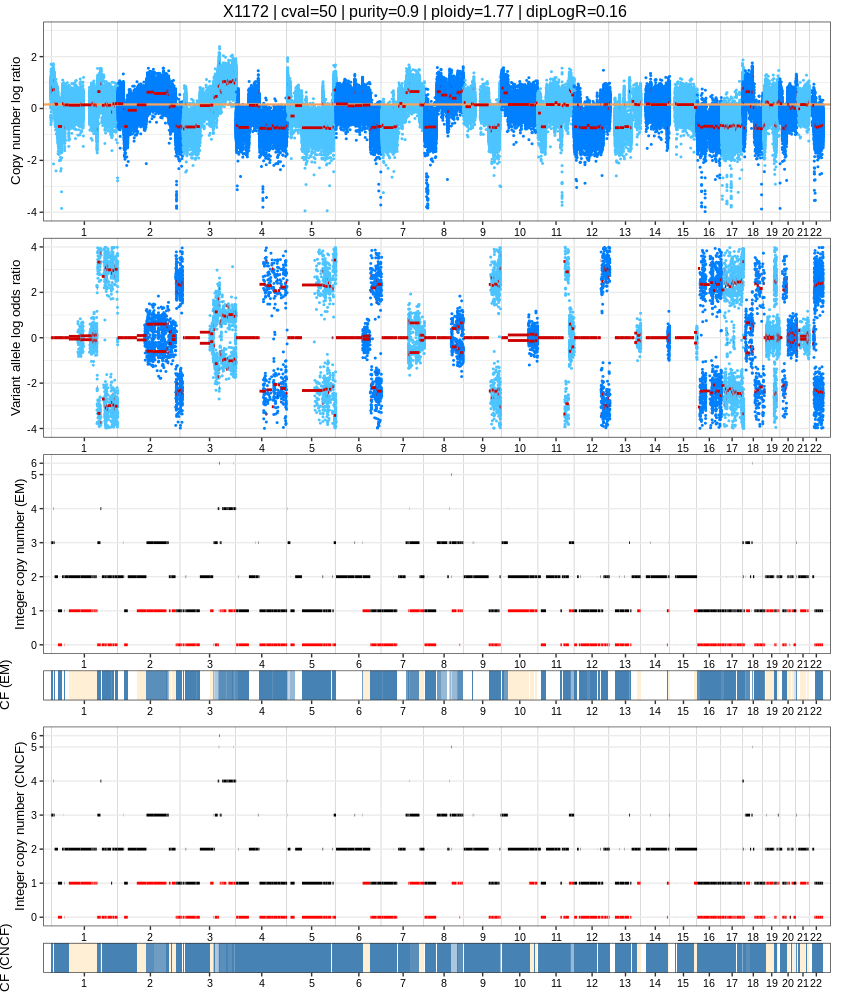 X1172 | cval=50 | purity=0.9 | ploidy=1.77 | dipLogR=0.16
Copy number log ratio
2
0
-2
-4
1 2 3 4 5 6 7 8 9 10 11 12 13 14 15 16 17 18 19 20 21 22
Variant allele log odds ratio
4
2
0
-2
-4
1 2 3 4 5 6 7 8 9 10 11 12 13 14 15 16 17 18 19 20 21 22
Integer copy number (EM)
6
5
4
3
2
1
0
1 2 3 4 5 6 7 8 9 10 11 12 13 14 15 16 17 18 19 20 21 22
CF (EM)
1 2 3 4 5 6 7 8 9 10 11 12 13 14 15 16 17 18 19 20 21 22
Integer copy number (CNCF)
6
5
4
3
2
1
0
1 2 3 4 5 6 7 8 9 10 11 12 13 14 15 16 17 18 19 20 21 22
CF (CNCF)
1 2 3 4 5 6 7 8 9 10 11 12 13 14 15 16 17 18 19 20 21 22